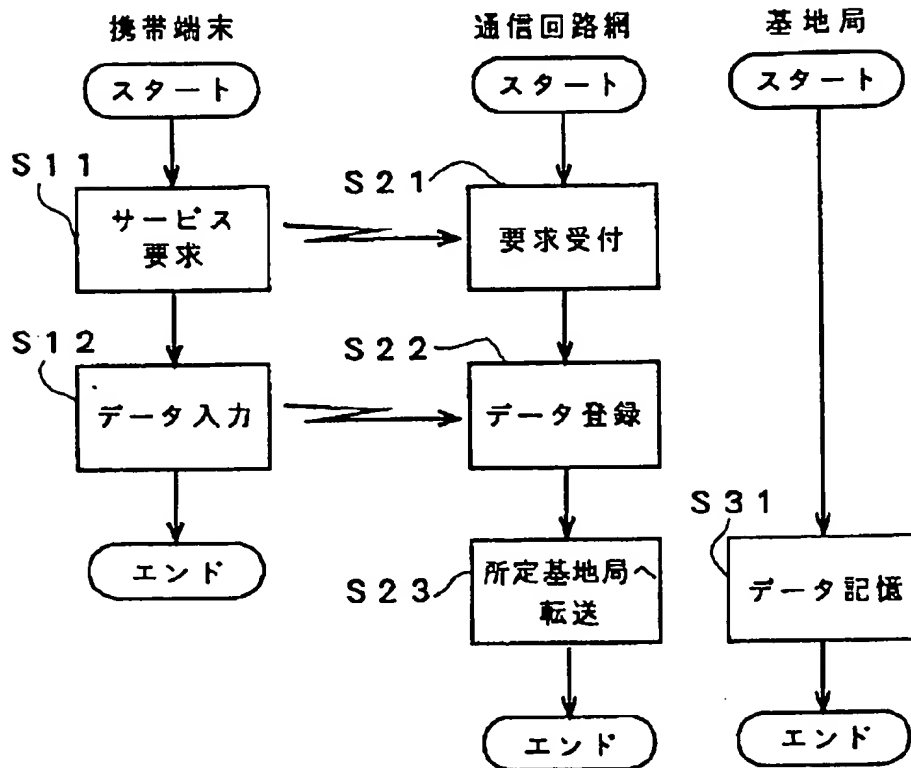 携帯端末
通信回路網
基地局
スタート
スタート
スタート
S11
サービス
要求
S21
要求受付
S12
データ入力
S22
データ登録
S31
データ記憶
S23
所定基地局へ
転送
エンド
エンド
エンド